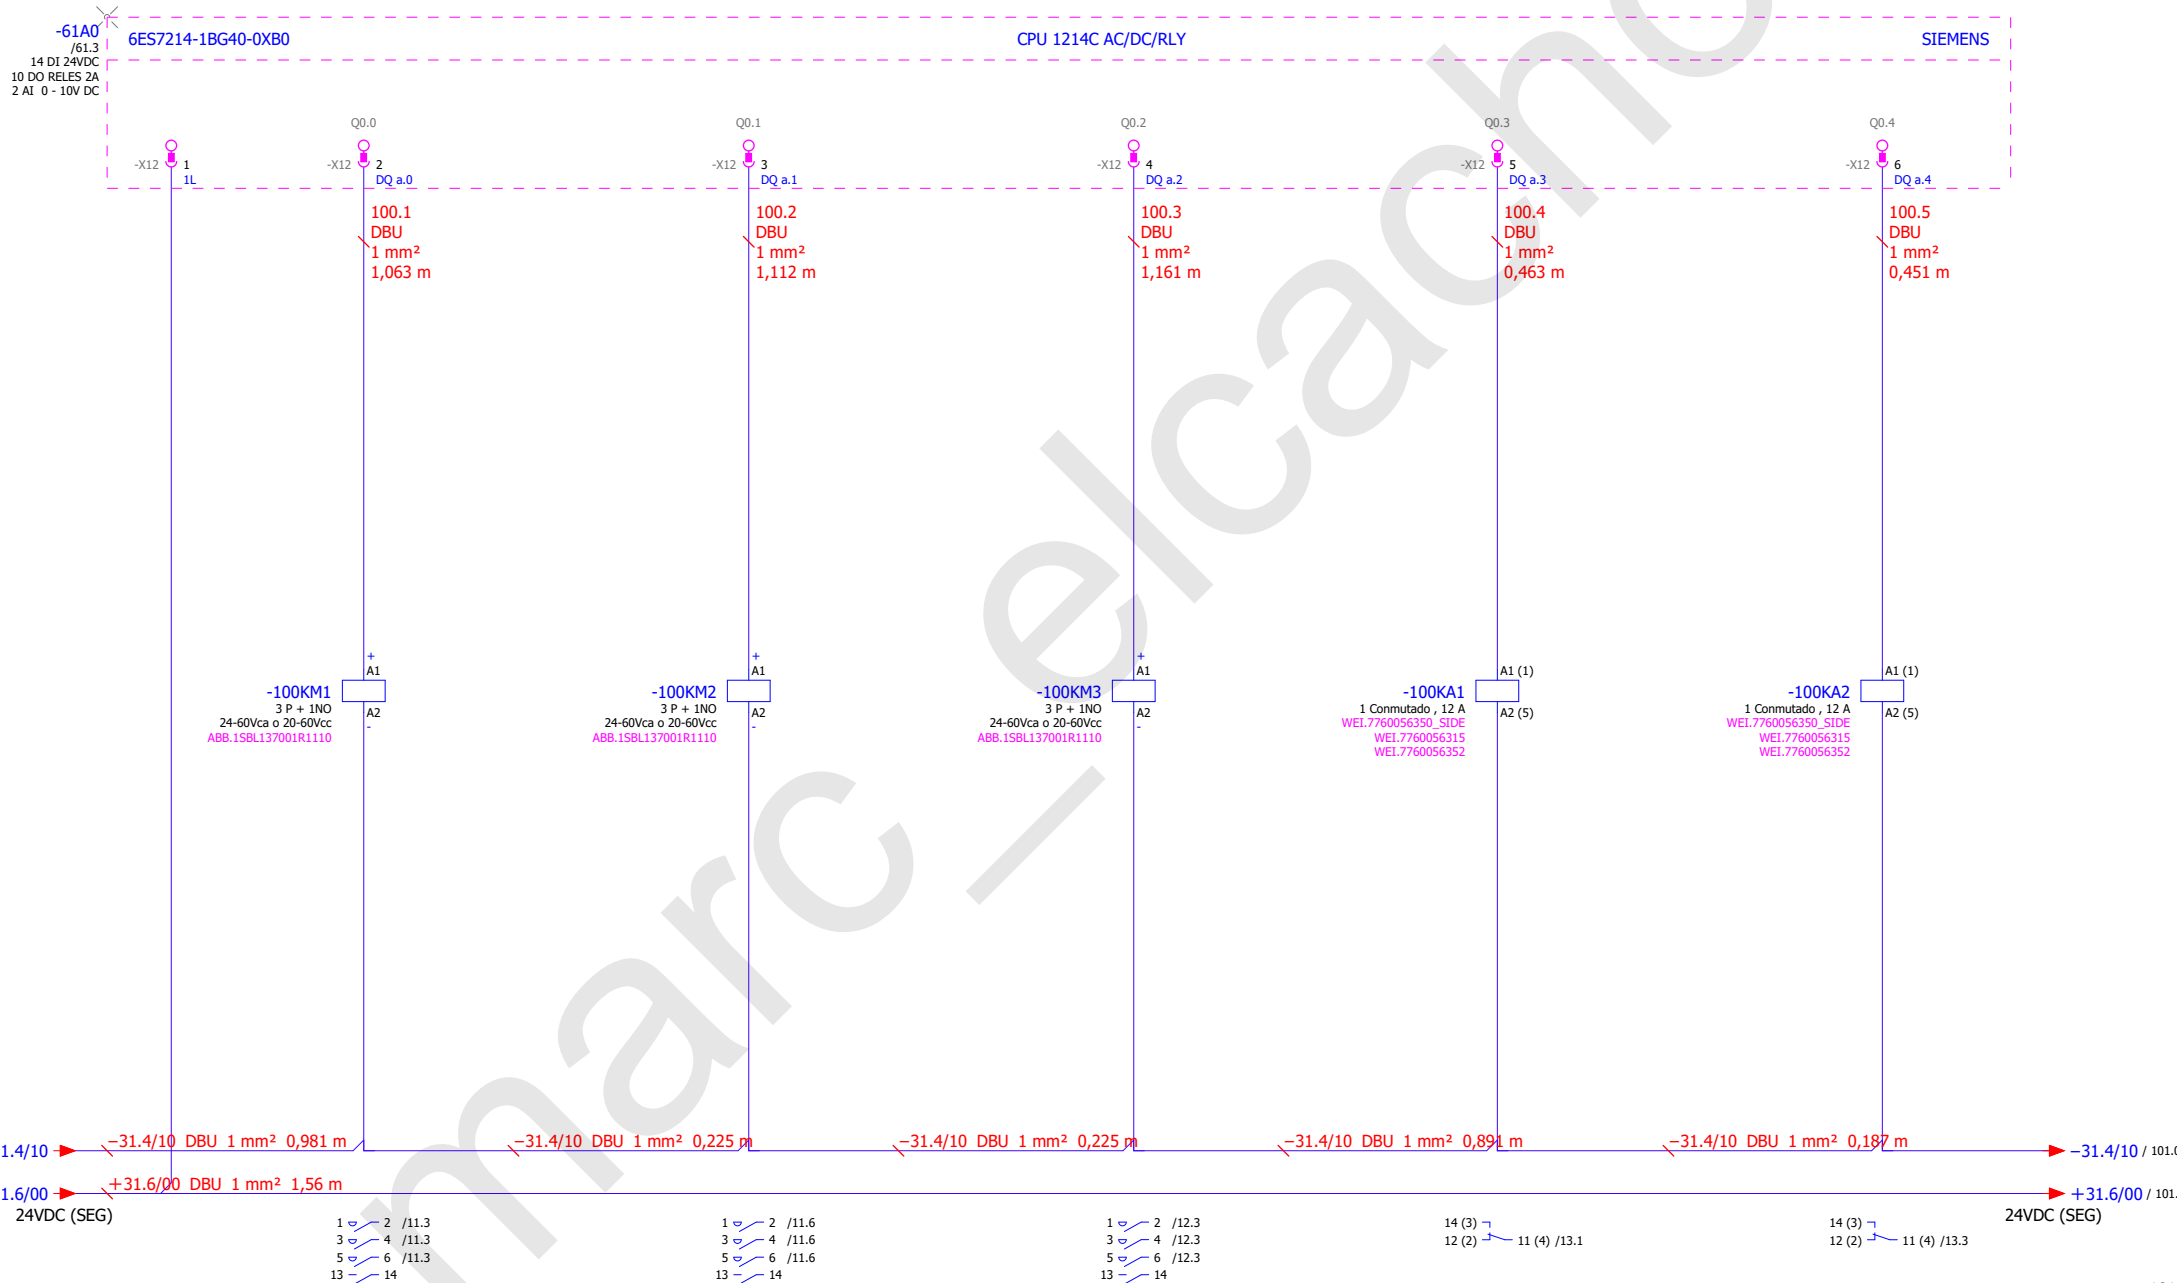 -61A0
/61.3
14 DI 24VDC
10 DO RELES 2A
2 AI 0 - 10V DC
6ES7214-1BG40-0XB0
CPU 1214C AC/DC/RLY
SIEMENS
Q0.0
Q0.1
Q0.2
Q0.3
Q0.4
-X12 1
1L
-X12 2
DQ a.0
-X12 3
DQ a.1
-X12 4
DQ a.2
-X12 5
DQ a.3
-X12 6
DQ a.4
100.1
DBU
1 mm²
1,063 m
100.2
DBU
1 mm²
1,112 m
100.3
DBU
1 mm²
1,161 m
100.4
DBU
1 mm²
0,463 m
100.5
DBU
1 mm²
0,451 m
+
A1
-100KM1
3 P + 1NO
A2
24-60Vca o 20-60Vcc
-
ABB.1SBL137001R1110
+
A1
-100KM2
3 P + 1NO
A2
24-60Vca o 20-60Vcc
-
ABB.1SBL137001R1110
+
A1
-100KM3
3 P + 1NO
A2
24-60Vca o 20-60Vcc
-
ABB.1SBL137001R1110
A1 (1)
-100KA1
1 Conmutado , 12 A
A2 (5)
WEI.7760056350_SIDE
WEI.7760056315
WEI.7760056352
A1 (1)
-100KA2
1 Conmutado , 12 A
A2 (5)
WEI.7760056350_SIDE
WEI.7760056315
WEI.7760056352
marc_elcacho
1.4/10
−31.4/10 DBU 1 mm² 0,981 m
−31.4/10 DBU 1 mm² 0,225 m
−31.4/10 DBU 1 mm² 0,225 m
−31.4/10 DBU 1 mm² 0,891 m
−31.4/10 DBU 1 mm² 0,187 m
−31.4/10 / 101.0
1.6/00
+31.6/00 DBU 1 mm² 1,56 m
+31.6/00 / 101.
24VDC (SEG)
24VDC (SEG)
1 2 /11.3
3 4 /11.3
5 6 /11.3
13 14
1 2 /11.6
3 4 /11.6
5 6 /11.6
13 14
1 2 /12.3
3 4 /12.3
5 6 /12.3
13 14
14 (3)
12 (2) 11 (4) /13.1
14 (3)
12 (2) 11 (4) /13.3